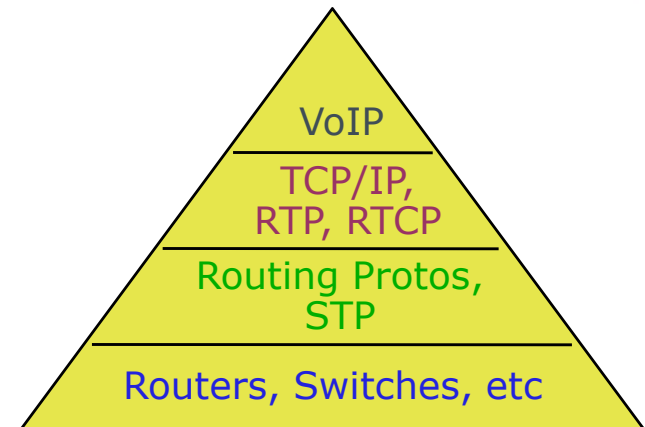 VoIP
TCP/IP,
RTP, RTCP
Routing Protos,
STP
Routers, Switches, etc